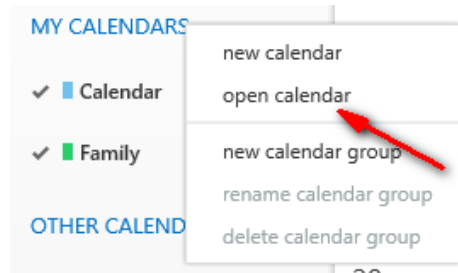 MY CALENDARS
new calendar
Calendar
open calendar
Family
new calendar group
rename calendar group
OTHER CALEND
delete calendar group